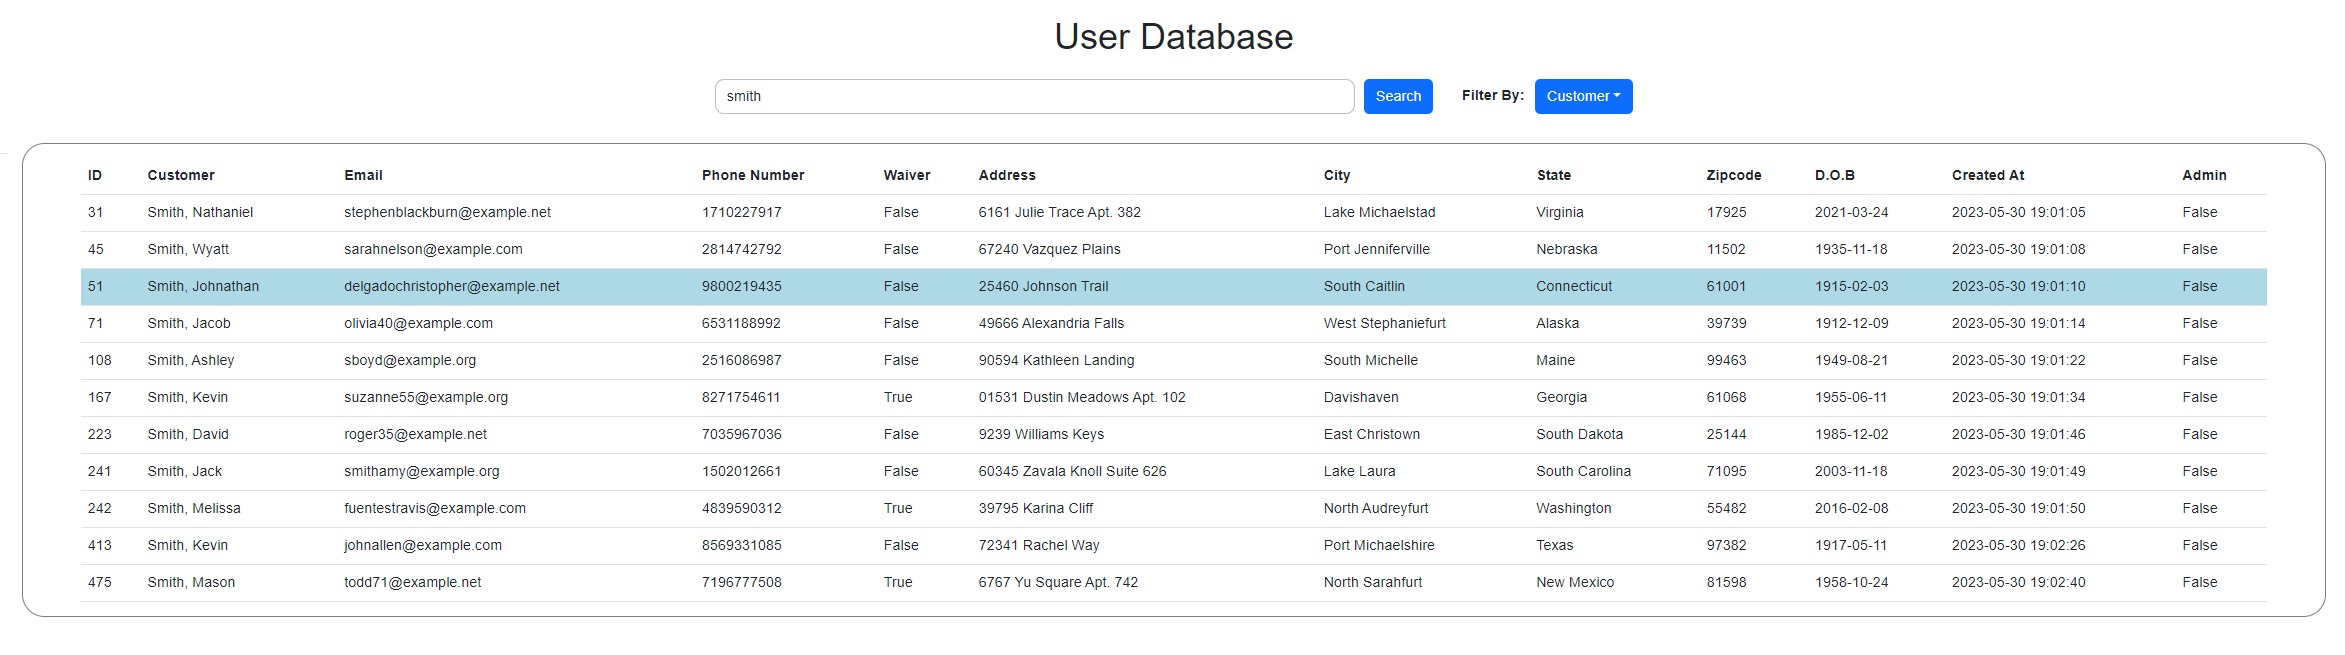 User Database
smith Search Filter By: Customer
ID Customer Email Phone Number Waiver Address City State Zipcode D.O.B Created At Admin
31 Smith, Nathaniel stephenblackburn@example.net 1710227917 False 6161 Julie Trace Apt. 382 Lake Michaelstad Virginia 17925 2021-03-24 2023-05-30 19:01:05 False
45 Smith, Wyatt sarahnelson@example.com 2814742792 False 67240 Vazquez Plains Port Jenniferville Nebraska 11502 1935-11-18 2023-05-30 19:01:08 False
51 Smith, Johnathan delgadochristopher@example.net 9800219435 False 25460 Johnson Trail South Caitlin Connecticut 61001 1915-02-03 2023-05-30 19:01:10 False
71 Smith, Jacob olivia40@example.com 6531188992 False 49666 Alexandria Falls West Stephaniefurt Alaska 39739 1912-12-09 2023-05-30 19:01:14 False
108 Smith, Ashley sboyd@example.org 2516086987 False 90594 Kathleen Landing South Michelle Maine 99463 1949-08-21 2023-05-30 19:01:22 False
167 Smith, Kevin suzanne55@example.org 8271754611 True 01531 Dustin Meadows Apt. 102 Davishaven Georgia 61068 1955-06-11 2023-05-30 19:01:34 False
223 Smith, David roger35@example.net 7035967036 False 9239 Williams Keys East Christown South Dakota 25144 1985-12-02 2023-05-30 19:01:46 False
241 Smith, Jack smithamy@example.org 1502012661 False 60345 Zavala Knoll Suite 626 Lake Laura South Carolina 71095 2003-11-18 2023-05-30 19:01:49 False
242 Smith, Melissa fuentestravis@example.com 4839590312 True 39795 Karina Cliff North Audreyfurt Washington 55482 2016-02-08 2023-05-30 19:01:50 False
413 Smith, Kevin johnallen@example.com 8569331085 False 72341 Rachel Way Port Michaelshire Texas 97382 1917-05-11 2023-05-30 19:02:26 False
475 Smith, Mason todd71@example.net 7196777508 True 6767 Yu Square Apt. 742 North Sarahfurt New Mexico 81598 1958-10-24 2023-05-30 19:02:40 False